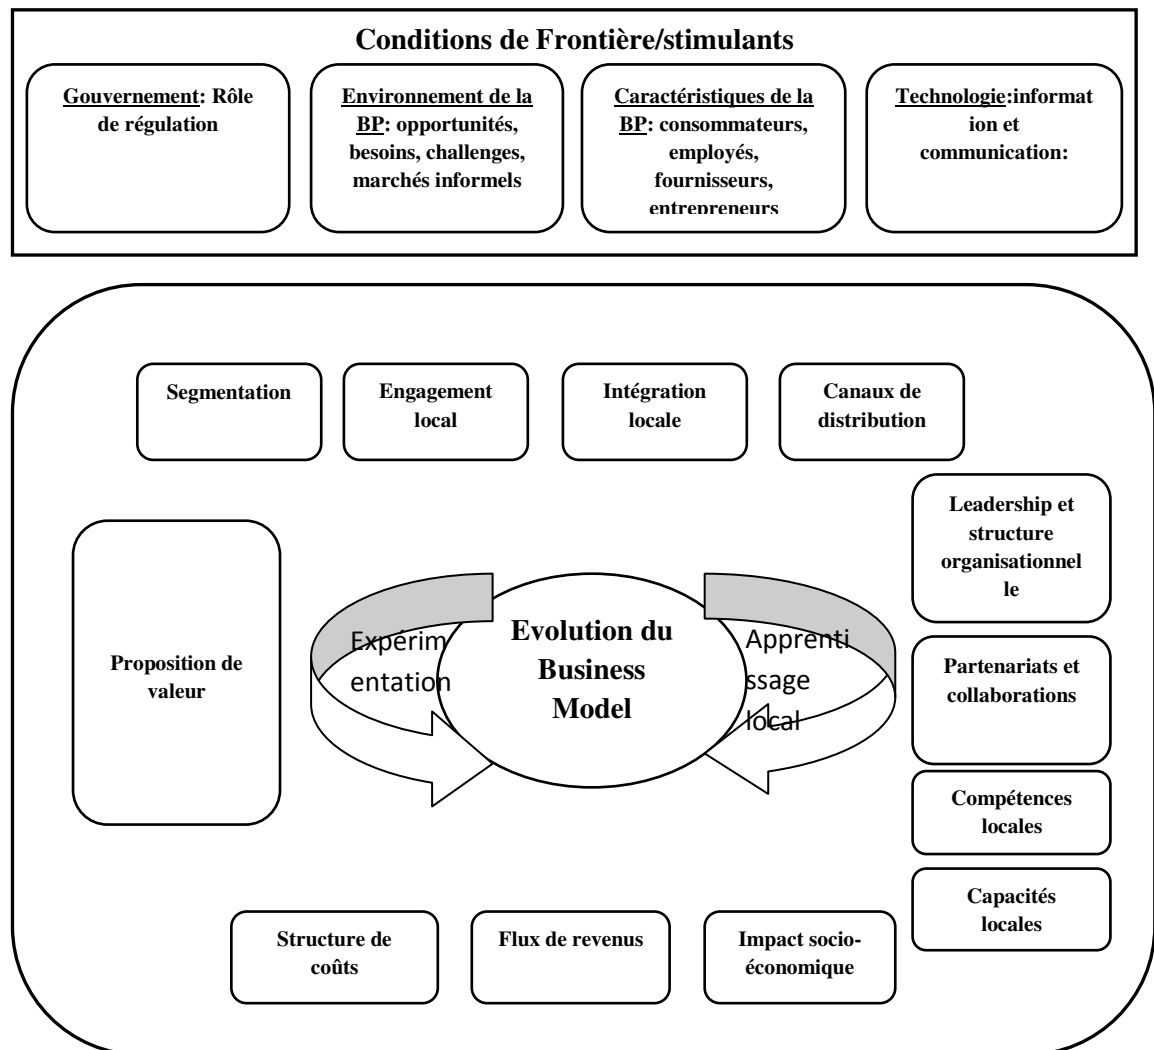 Conditions de Frontière/stimulants
Gouvernement: Rôle
de régulation
Environnement de la
BP: opportunités,
besoins, challenges,
marchés informels
Caractéristiques de la
BP: consommateurs,
employés,
fournisseurs,
entrepreneurs
Technologie:informat
ion et
communication:
Segmentation
Engagement
local
Intégration
locale
Canaux de
distribution
Leadership et
structure
organisationnel
le
Proposition de
valeur
Expérim
entation
Evolution du
Business
Model
Apprenti
ssage
local
Partenariats et
collaborations
Compétences
locales
Capacités
locales
Structure de
coûts
Flux de revenus
Impact socio-
économique